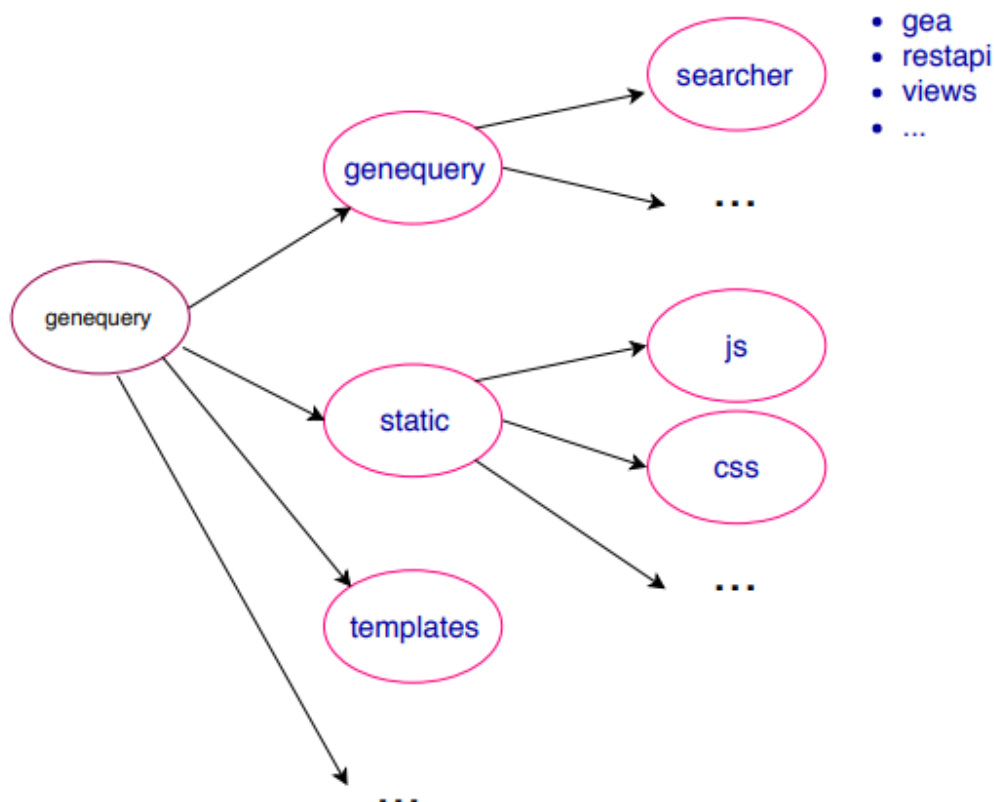 searcher
• gea
• restapi
• views
• ...
genequery
...
genequery
js
static
css
...
templates
...